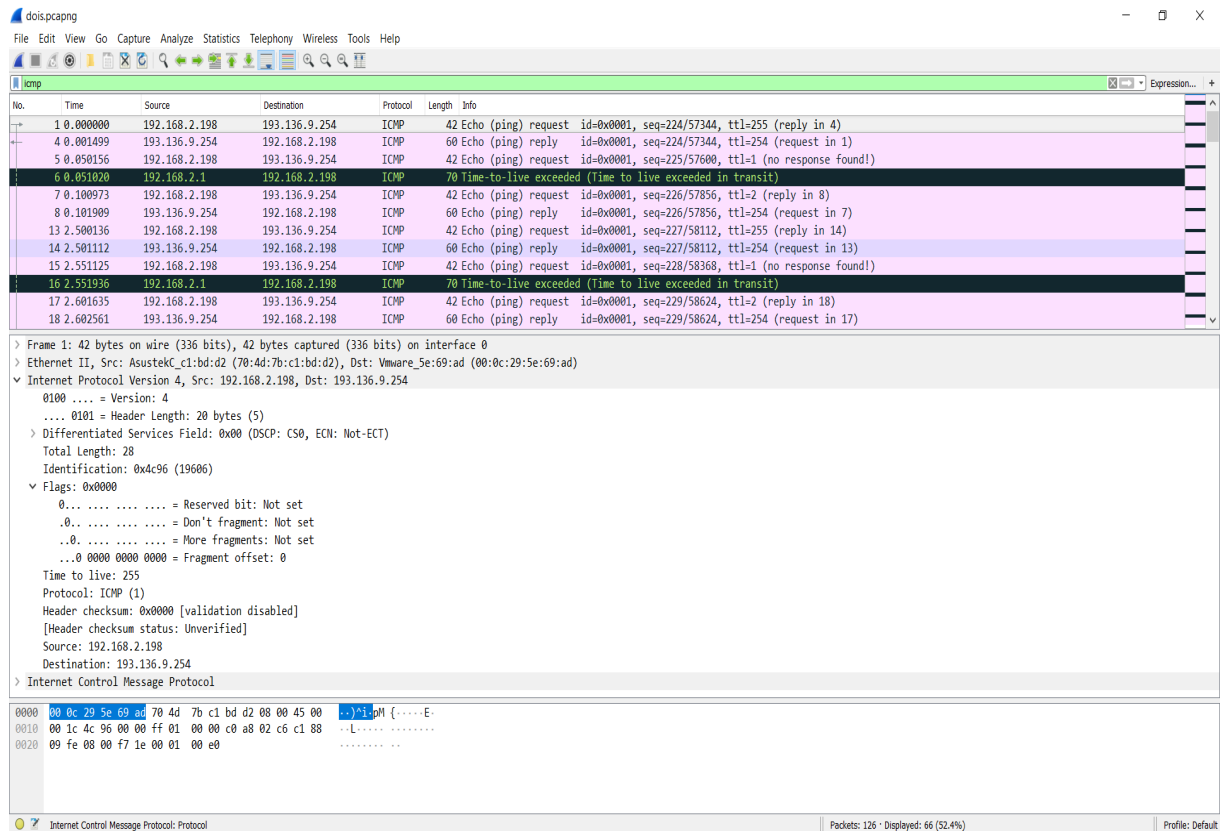 dois.pcapng
File Edit View Go Capture Analyze Statistics Telephony Wireless Tools Help
icmp Expression... +
No. Time Source Destination Protocol Length Info
1 0.000000 192.168.2.198 193.136.9.254 ICMP 42 Echo (ping) request id=0x0001, seq=224/57344, ttl=255 (reply in 4)
4 0.001499 193.136.9.254 192.168.2.198 ICMP 60 Echo (ping) reply id=0x0001, seq=224/57344, ttl=254 (request in 1)
5 0.050156 192.168.2.198 193.136.9.254 ICMP 42 Echo (ping) request id=0x0001, seq=225/57600, ttl=1 (no response found!)
6 0.051020 192.168.2.1 192.168.2.198 ICMP 70 Time-to-live exceeded (Time to live exceeded in transit)
7 0.100973 192.168.2.198 193.136.9.254 ICMP 42 Echo (ping) request id=0x0001, seq=226/57856, ttl=2 (reply in 8)
8 0.101909 193.136.9.254 192.168.2.198 ICMP 60 Echo (ping) reply id=0x0001, seq=226/57856, ttl=254 (request in 7)
13 2.500136 192.168.2.198 193.136.9.254 ICMP 42 Echo (ping) request id=0x0001, seq=227/58112, ttl=255 (reply in 14)
14 2.501112 193.136.9.254 192.168.2.198 ICMP 60 Echo (ping) reply id=0x0001, seq=227/58112, ttl=254 (request in 13)
15 2.551125 192.168.2.198 193.136.9.254 ICMP 42 Echo (ping) request id=0x0001, seq=228/58368, ttl=1 (no response found!)
16 2.551936 192.168.2.1 192.168.2.198 ICMP 70 Time-to-live exceeded (Time to live exceeded in transit)
17 2.601635 192.168.2.198 193.136.9.254 ICMP 42 Echo (ping) request id=0x0001, seq=229/58624, ttl=2 (reply in 18)
18 2.602561 193.136.9.254 192.168.2.198 ICMP 60 Echo (ping) reply id=0x0001, seq=229/58624, ttl=254 (request in 17)
Frame 1: 42 bytes on wire (336 bits), 42 bytes captured (336 bits) on interface 0
Ethernet II, Src: AsustekC_c1:bd:d2 (70:4d:7b:c1:bd:d2), Dst: Vmware_5e:69:ad (00:0c:29:5e:69:ad)
Internet Protocol Version 4, Src: 192.168.2.198, Dst: 193.136.9.254
0100 .... = Version: 4
.... 0101 = Header Length: 20 bytes (5)
Differentiated Services Field: 0x00 (DSCP: CS0, ECN: Not-ECT)
Total Length: 28
Identification: 0x4c96 (19606)
Flags: 0x0000
0... .... .... .... = Reserved bit: Not set
.0.. .... .... .... = Don't fragment: Not set
..0. .... .... .... = More fragments: Not set
...0 0000 0000 0000 = Fragment offset: 0
Time to live: 255
Protocol: ICMP (1)
Header checksum: 0x0000 [validation disabled]
[Header checksum status: Unverified]
Source: 192.168.2.198
Destination: 193.136.9.254
Internet Control Message Protocol
0000 00 0c 29 5e 69 ad 70 4d 7b c1 bd d2 08 00 45 00 ··)^i·pM {·····E·
0010 00 1c 4c 96 00 00 ff 01 00 00 c0 a8 02 c6 c1 88 ··L····· ········
0020 09 fe 08 00 f7 1e 00 01 00 e0 ········ ··
Internet Control Message Protocol: Protocol Packets: 126 · Displayed: 66 (52.4%) Profile: Default